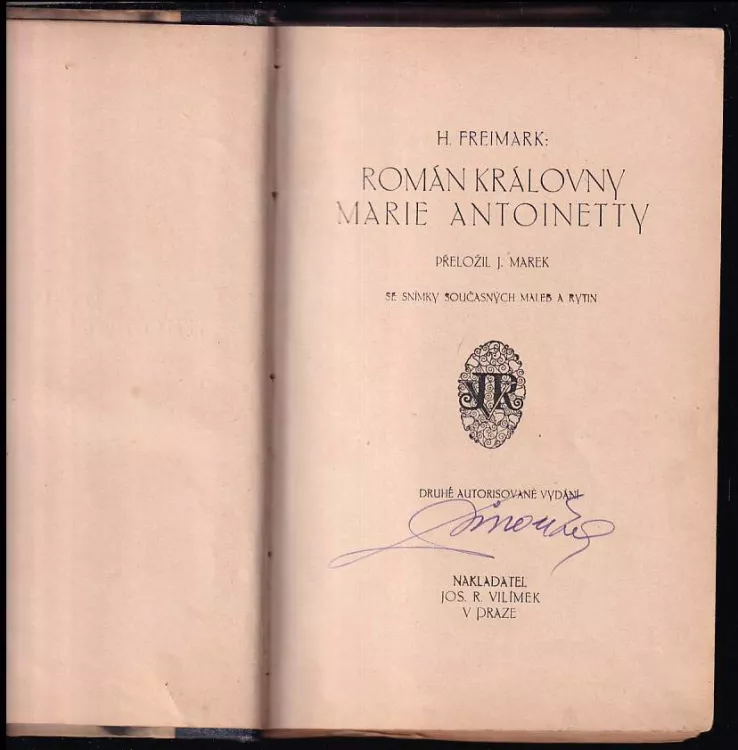 H. FREIMARK:
ROMÁN KRÁLOVNY
MARIE ANTOINETTY
PŘELOŽIL J. MAREK
SE SNÍMKY SOUČASNÝCH MALEB A RYTIN
JRV
DRUHÉ AUTORISOVANÉ VYDÁNÍ
NAKLADATEL
JOS. R. VILÍMEK
V PRAZE